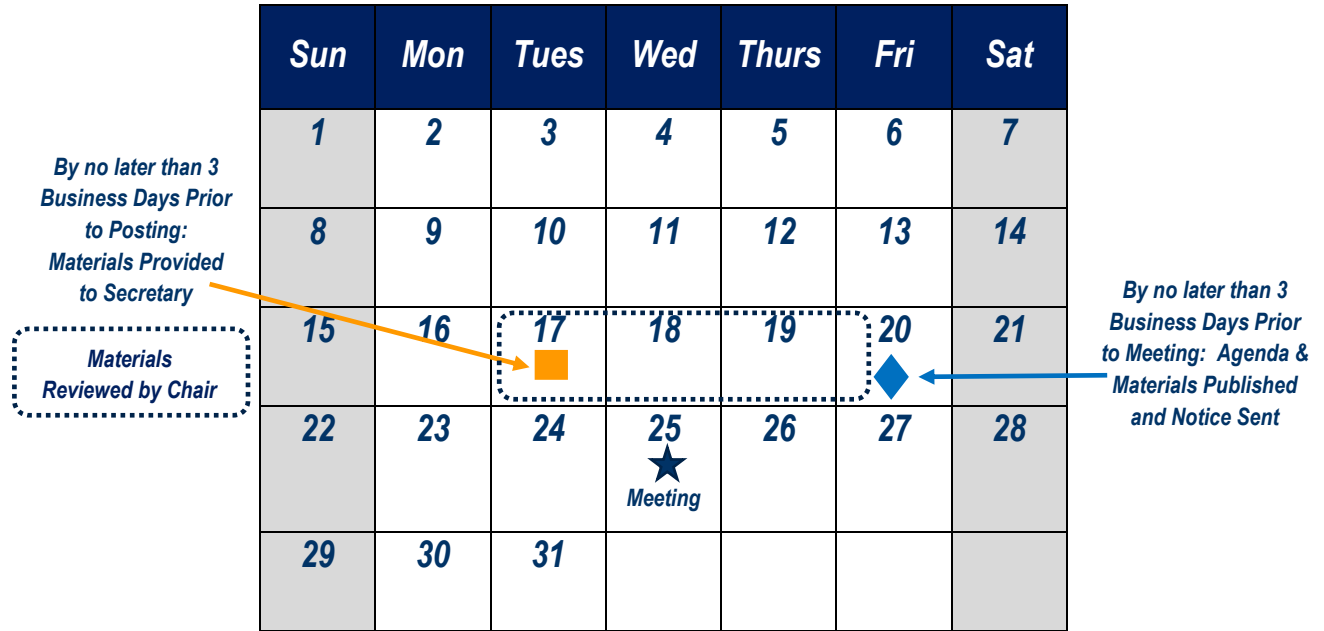 Sun Mon Tues Wed Thurs Fri Sat
1 2 3 4 5 6 7
By no later than 3
Business Days Prior
to Posting:
Materials Provided
to Secretary
8 9 10 11 12 13 14
15 16 17 18 19 20 21
Materials
Reviewed by Chair
By no later than 3
Business Days Prior
to Meeting: Agenda &
Materials Published
and Notice Sent
22 23 24 25 26 27 28
Meeting
29 30 31